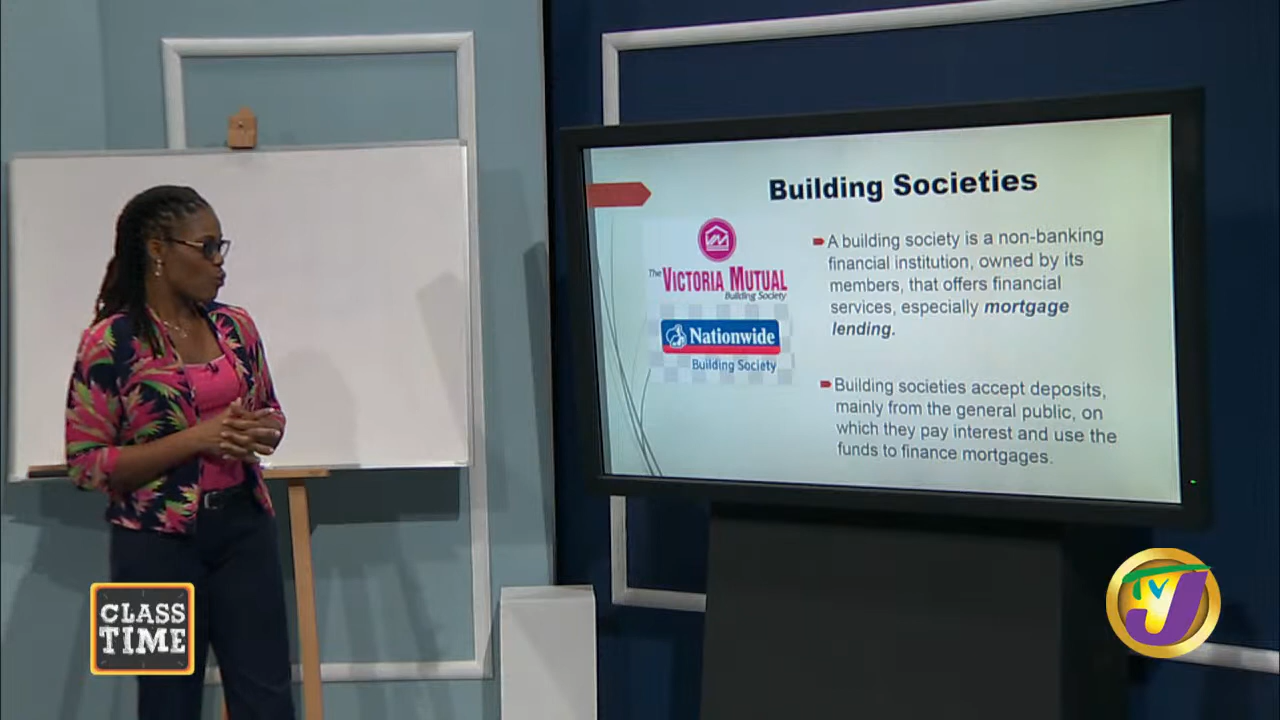 Building Societies
The VICTORIA MUTUAL
Building Society
Nationwide
Building Society
A building society is a non-banking
financial institution, owned by its
members, that offers financial
services, especially mortgage
lending.
Building societies accept deposits,
mainly from the general public, on
which they pay interest and use the
funds to finance mortgages.
CLASS
TIME
TVJ